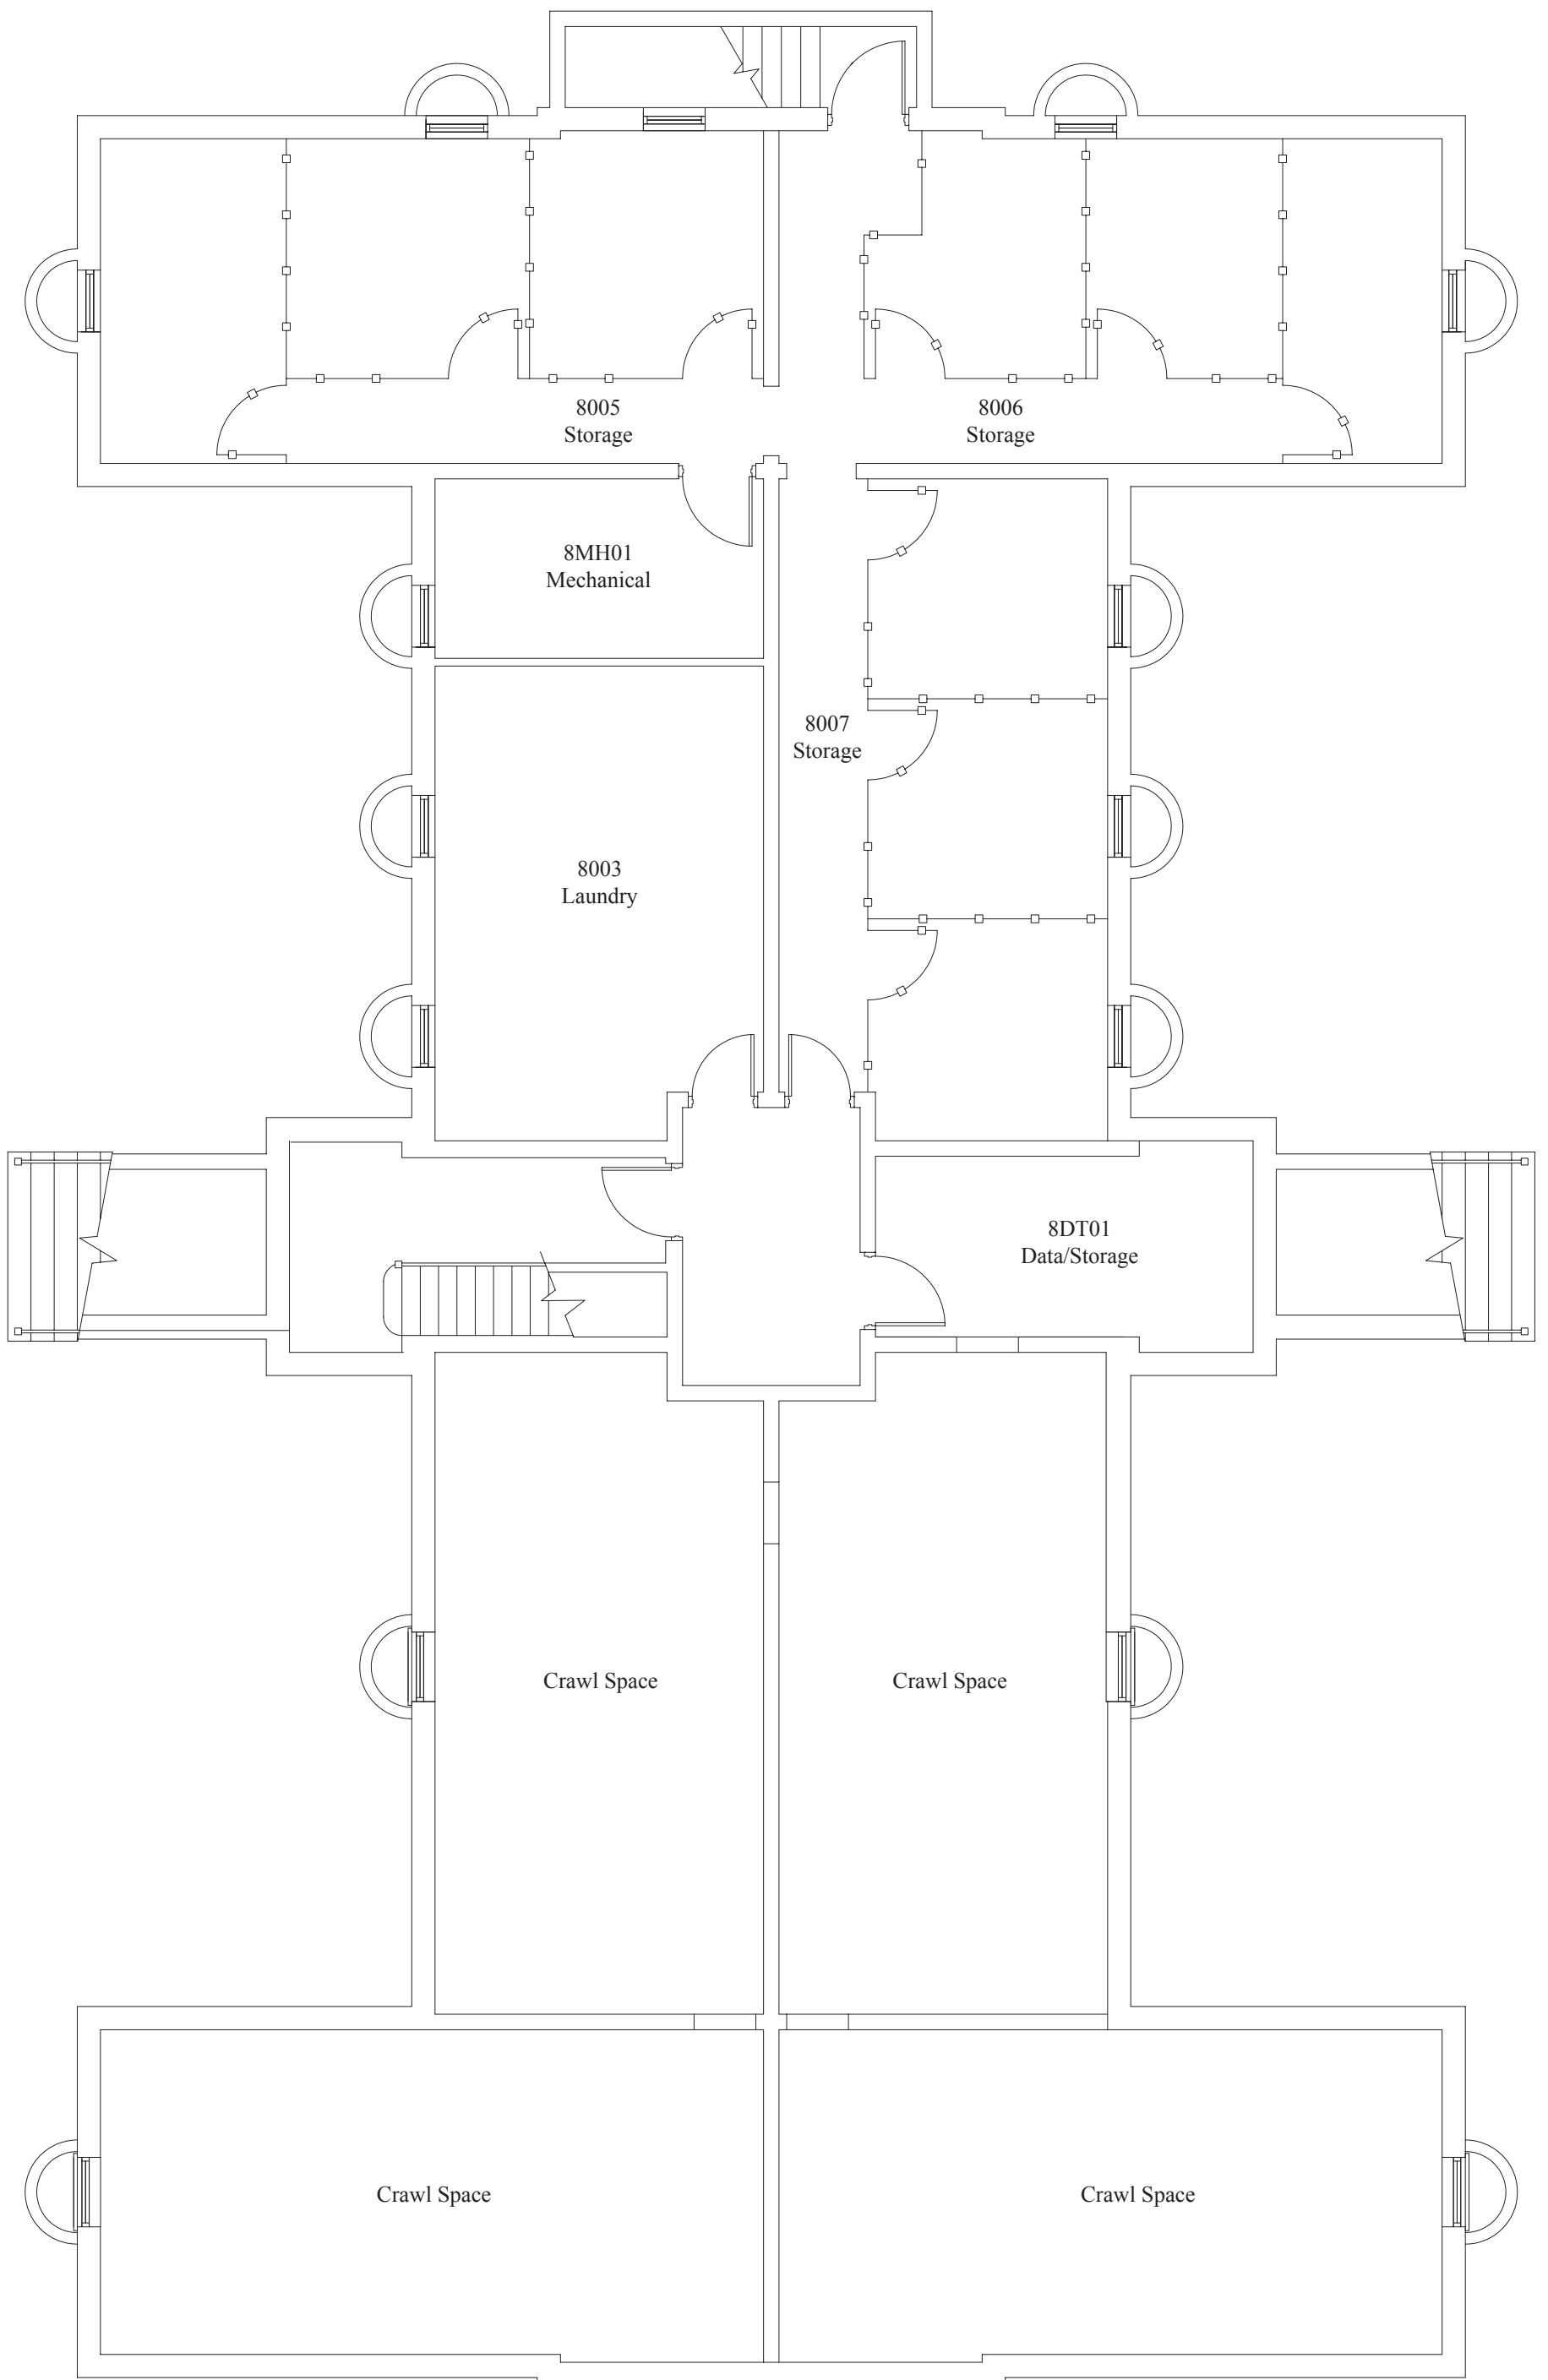 8005
Storage
8006
Storage
8MH01
Mechanical
8007
Storage
8003
Laundry
8DT01
Data/Storage
Crawl Space
Crawl Space
Crawl Space
Crawl Space